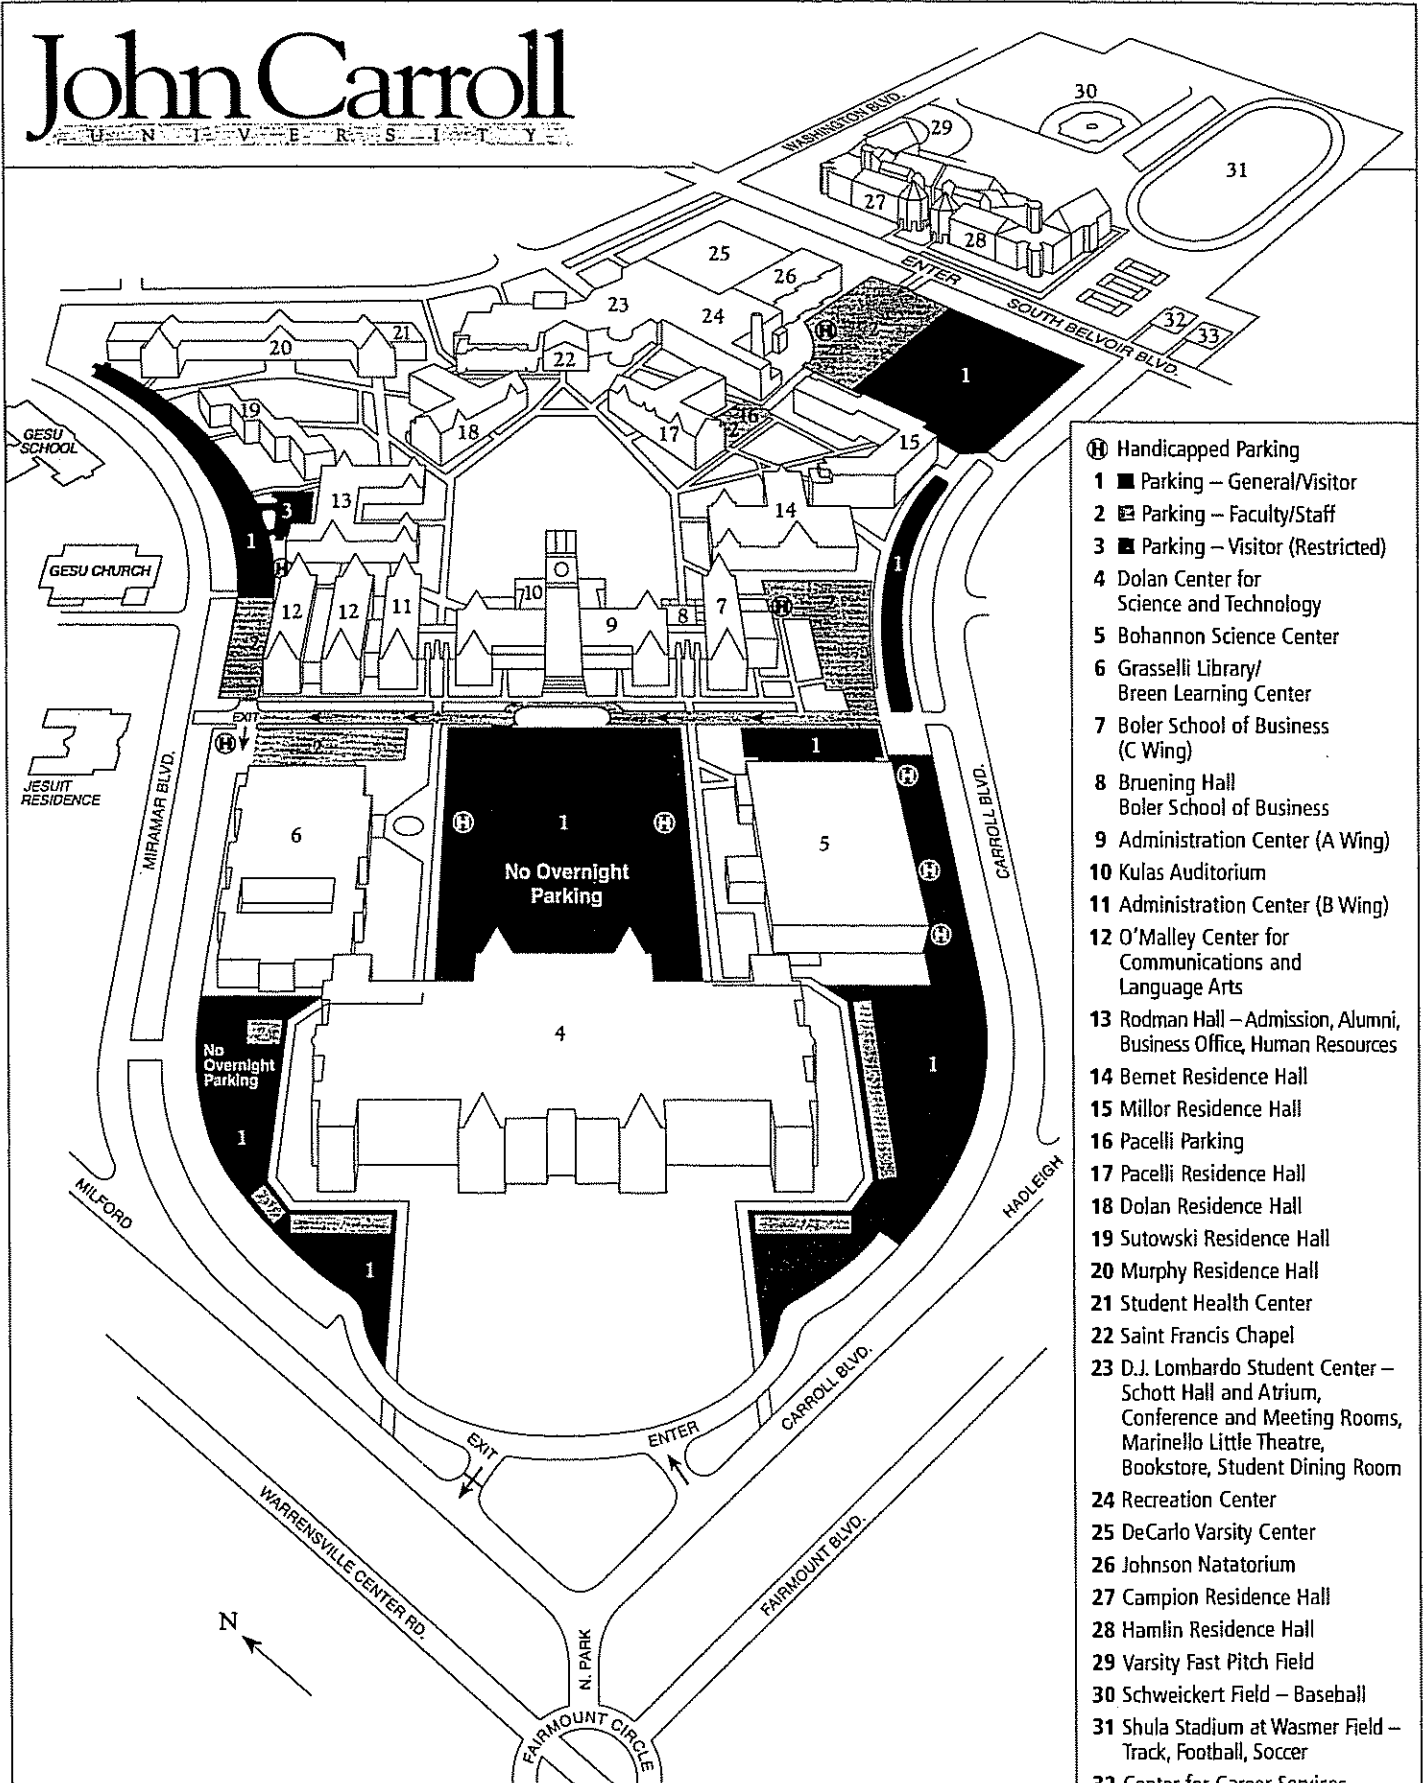 John Carroll
UNIVERSITY
WASHINGTON BLVD.
30
29
31
27
28
25
26
ENTER
SOUTH BELVOIR BLVD.
23
24
32
33
21
20
22
H
2
1
19
18
17
16
2
15
GESU
SCHOOL
13
3
14
1
1
GESU CHURCH
H
12
12
11
10
9
8
7
H
2
2
EXIT
H
2
1
JESUIT
RESIDENCE
MIRAMAR BLVD.
CARROLL BLVD.
H
6
H
1
H
5
H
No Overnight
Parking
H
4
No
Overnight
Parking
1
1
MILFORD
HADLEIGH
1
CARROLL BLVD.
EXIT
ENTER
WARRENSVILLE CENTER RD.
FAIRMOUNT BLVD.
N
N. PARK
FAIRMOUNT CIRCLE
H Handicapped Parking
1 ■ Parking – General/Visitor
2 Parking – Faculty/Staff
3 ■ Parking – Visitor (Restricted)
4 Dolan Center for
Science and Technology
5 Bohannon Science Center
6 Grasselli Library/
Breen Learning Center
7 Boler School of Business
(C Wing)
8 Bruening Hall
Boler School of Business
9 Administration Center (A Wing)
10 Kulas Auditorium
11 Administration Center (B Wing)
12 O'Malley Center for
Communications and
Language Arts
13 Rodman Hall – Admission, Alumni,
Business Office, Human Resources
14 Bernet Residence Hall
15 Millor Residence Hall
16 Pacelli Parking
17 Pacelli Residence Hall
18 Dolan Residence Hall
19 Sutowski Residence Hall
20 Murphy Residence Hall
21 Student Health Center
22 Saint Francis Chapel
23 D.J. Lombardo Student Center –
Schott Hall and Atrium,
Conference and Meeting Rooms,
Marinello Little Theatre,
Bookstore, Student Dining Room
24 Recreation Center
25 DeCarlo Varsity Center
26 Johnson Natatorium
27 Campion Residence Hall
28 Hamlin Residence Hall
29 Varsity Fast Pitch Field
30 Schweickert Field – Baseball
31 Shula Stadium at Wasmer Field –
Track, Football, Soccer
32 Center for Career Services